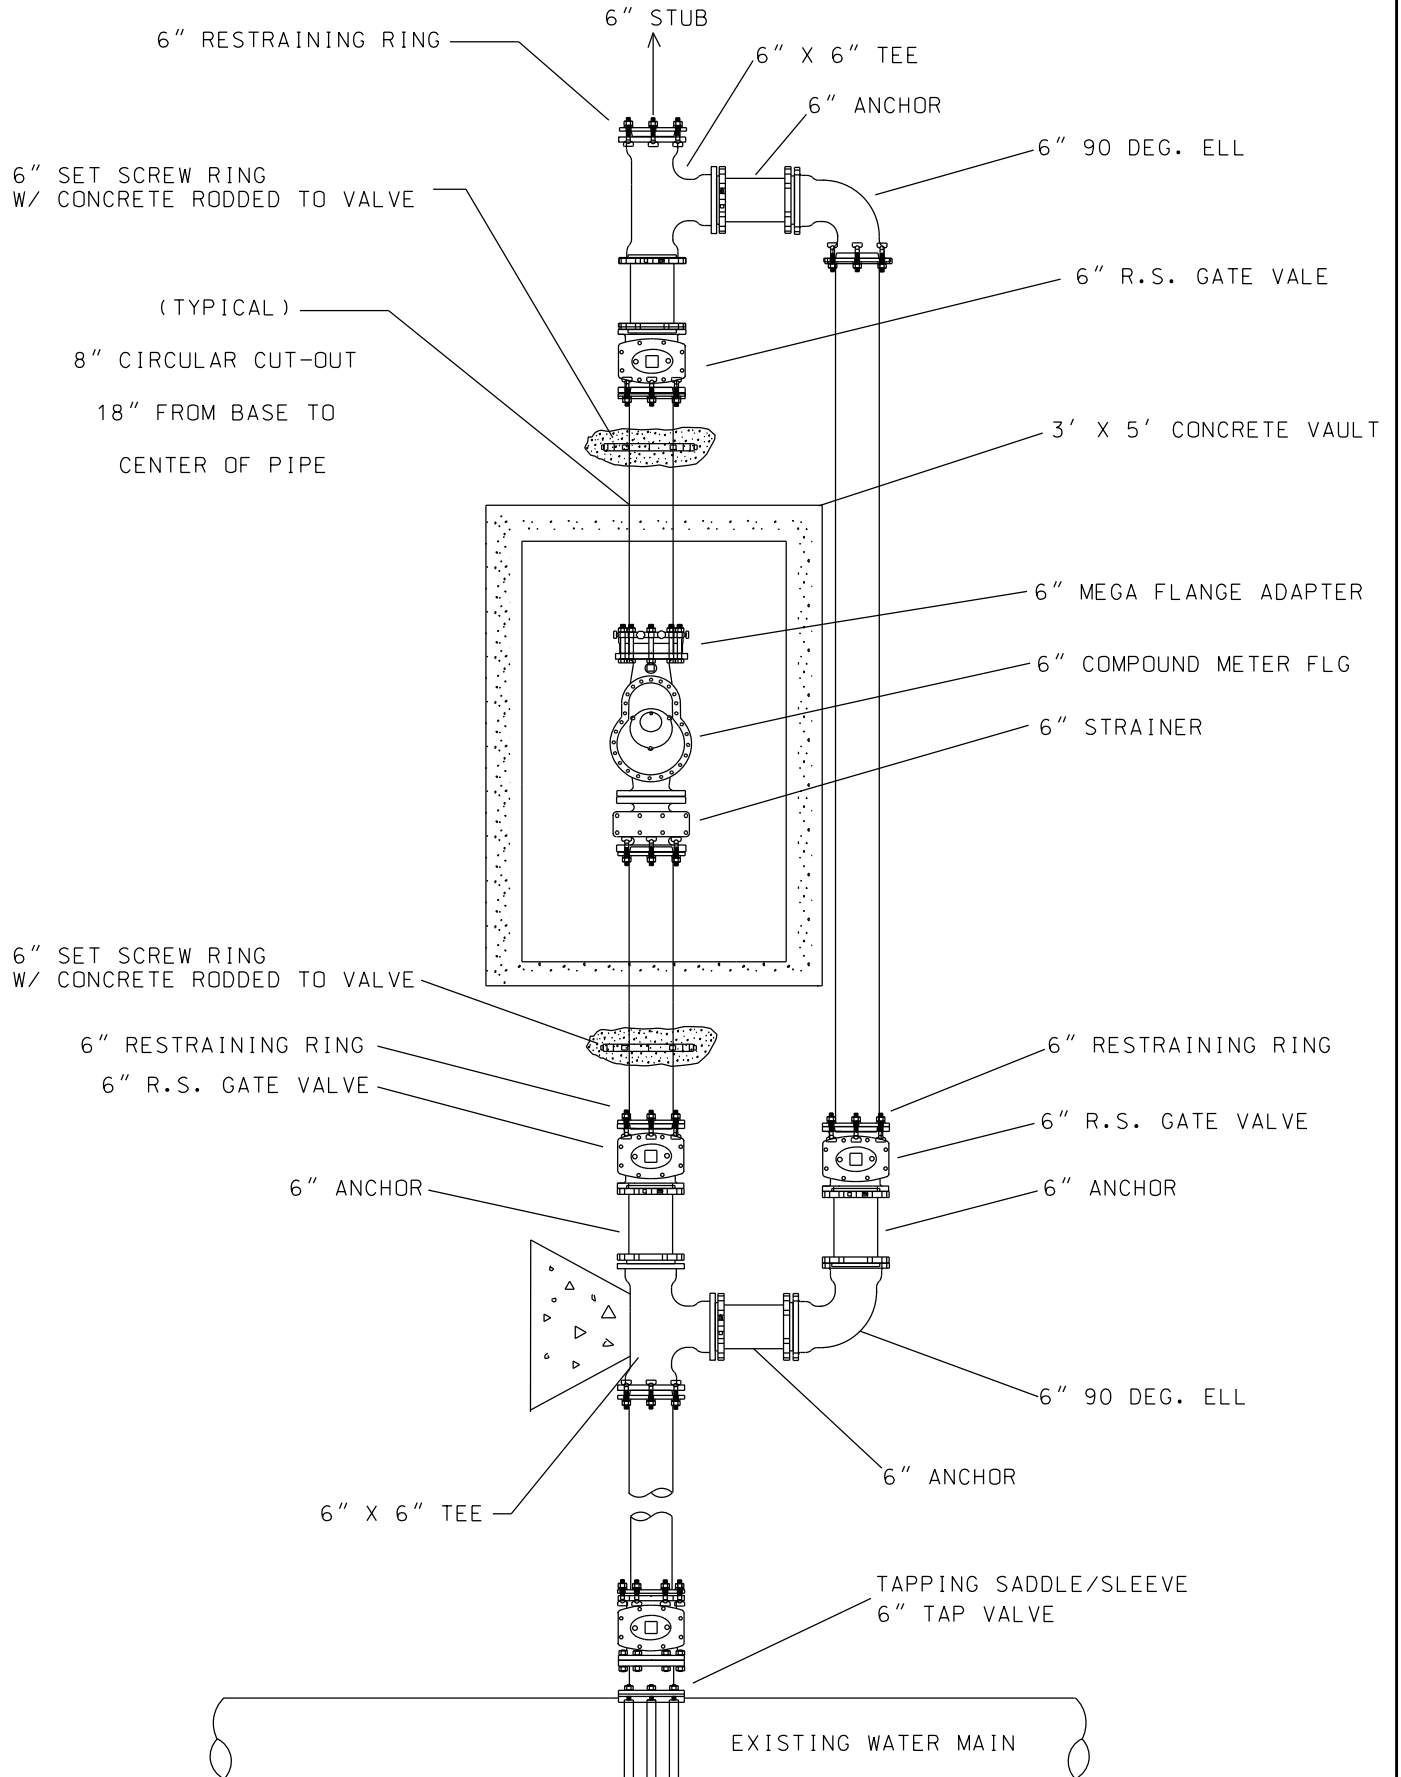 6" STUB
6" RESTRAINING RING
6" X 6" TEE
6" ANCHOR
6" 90 DEG. ELL
6" SET SCREW RING
W/ CONCRETE RODDED TO VALVE
6" R.S. GATE VALE
(TYPICAL)
8" CIRCULAR CUT-OUT
18" FROM BASE TO
CENTER OF PIPE
3' X 5' CONCRETE VAULT
6" MEGA FLANGE ADAPTER
6" COMPOUND METER FLG
6" STRAINER
6" SET SCREW RING
W/ CONCRETE RODDED TO VALVE
6" RESTRAINING RING
6" RESTRAINING RING
6" R.S. GATE VALVE
6" R.S. GATE VALVE
6" ANCHOR
6" ANCHOR
6" 90 DEG. ELL
6" ANCHOR
6" X 6" TEE
TAPPING SADDLE/SLEEVE
6" TAP VALVE
EXISTING WATER MAIN